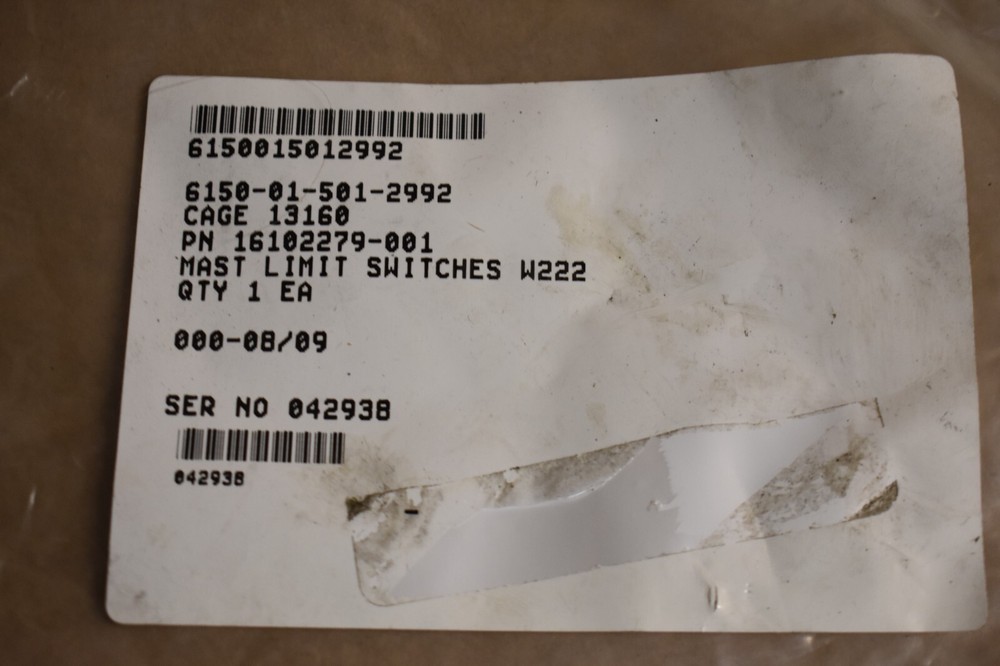 6150015012992
6150-01-501-2992
CAGE 13160
PN 16102279-001
MAST LIMIT SWITCHES W222
QTY 1 EA
000-08/09
SER NO 042938
042938